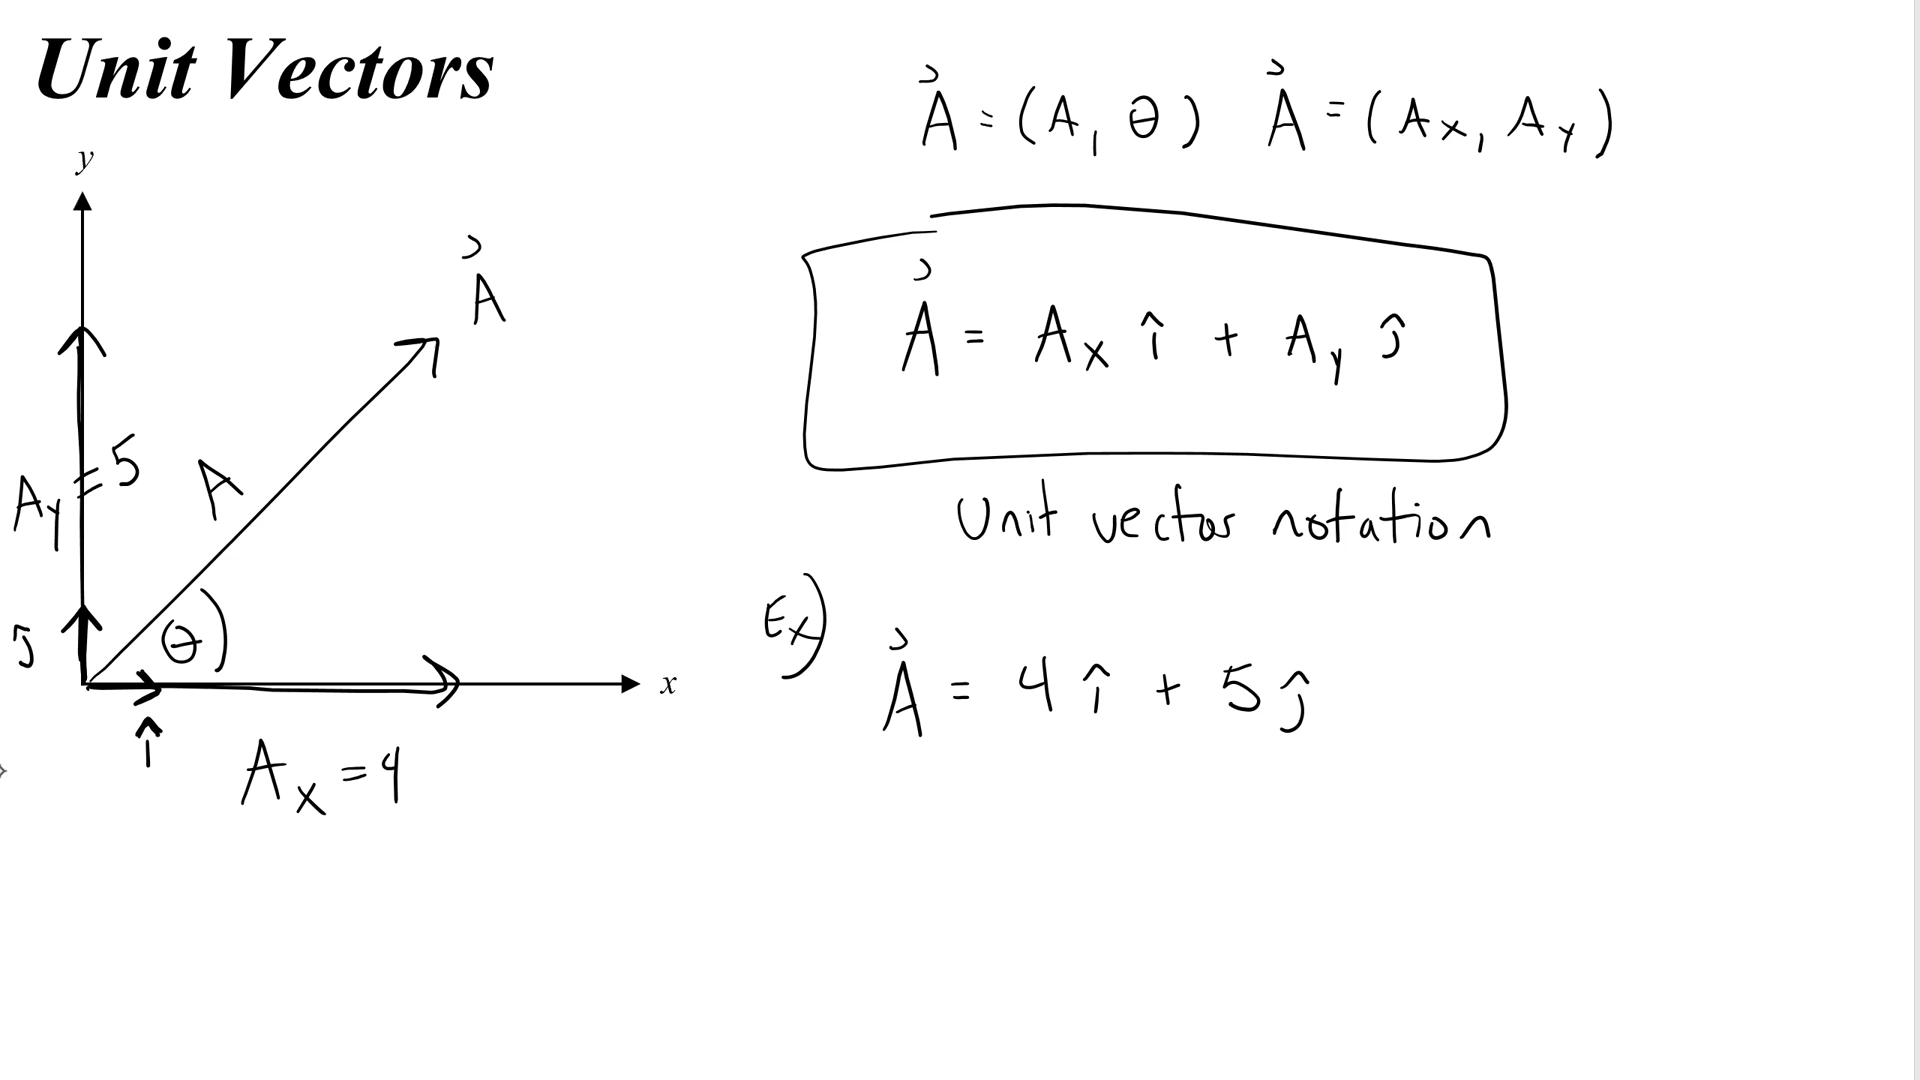 Unit Vectors
A⃗ = (A, θ) A⃗ = (Ax, Ay)
y
A⃗
A⃗ = Ax î + Ay ĵ
Ay = 5
A
Unit vector notation
ĵ
θ
Ex)
A⃗ = 4 î + 5 ĵ
x
î
Ax = 4